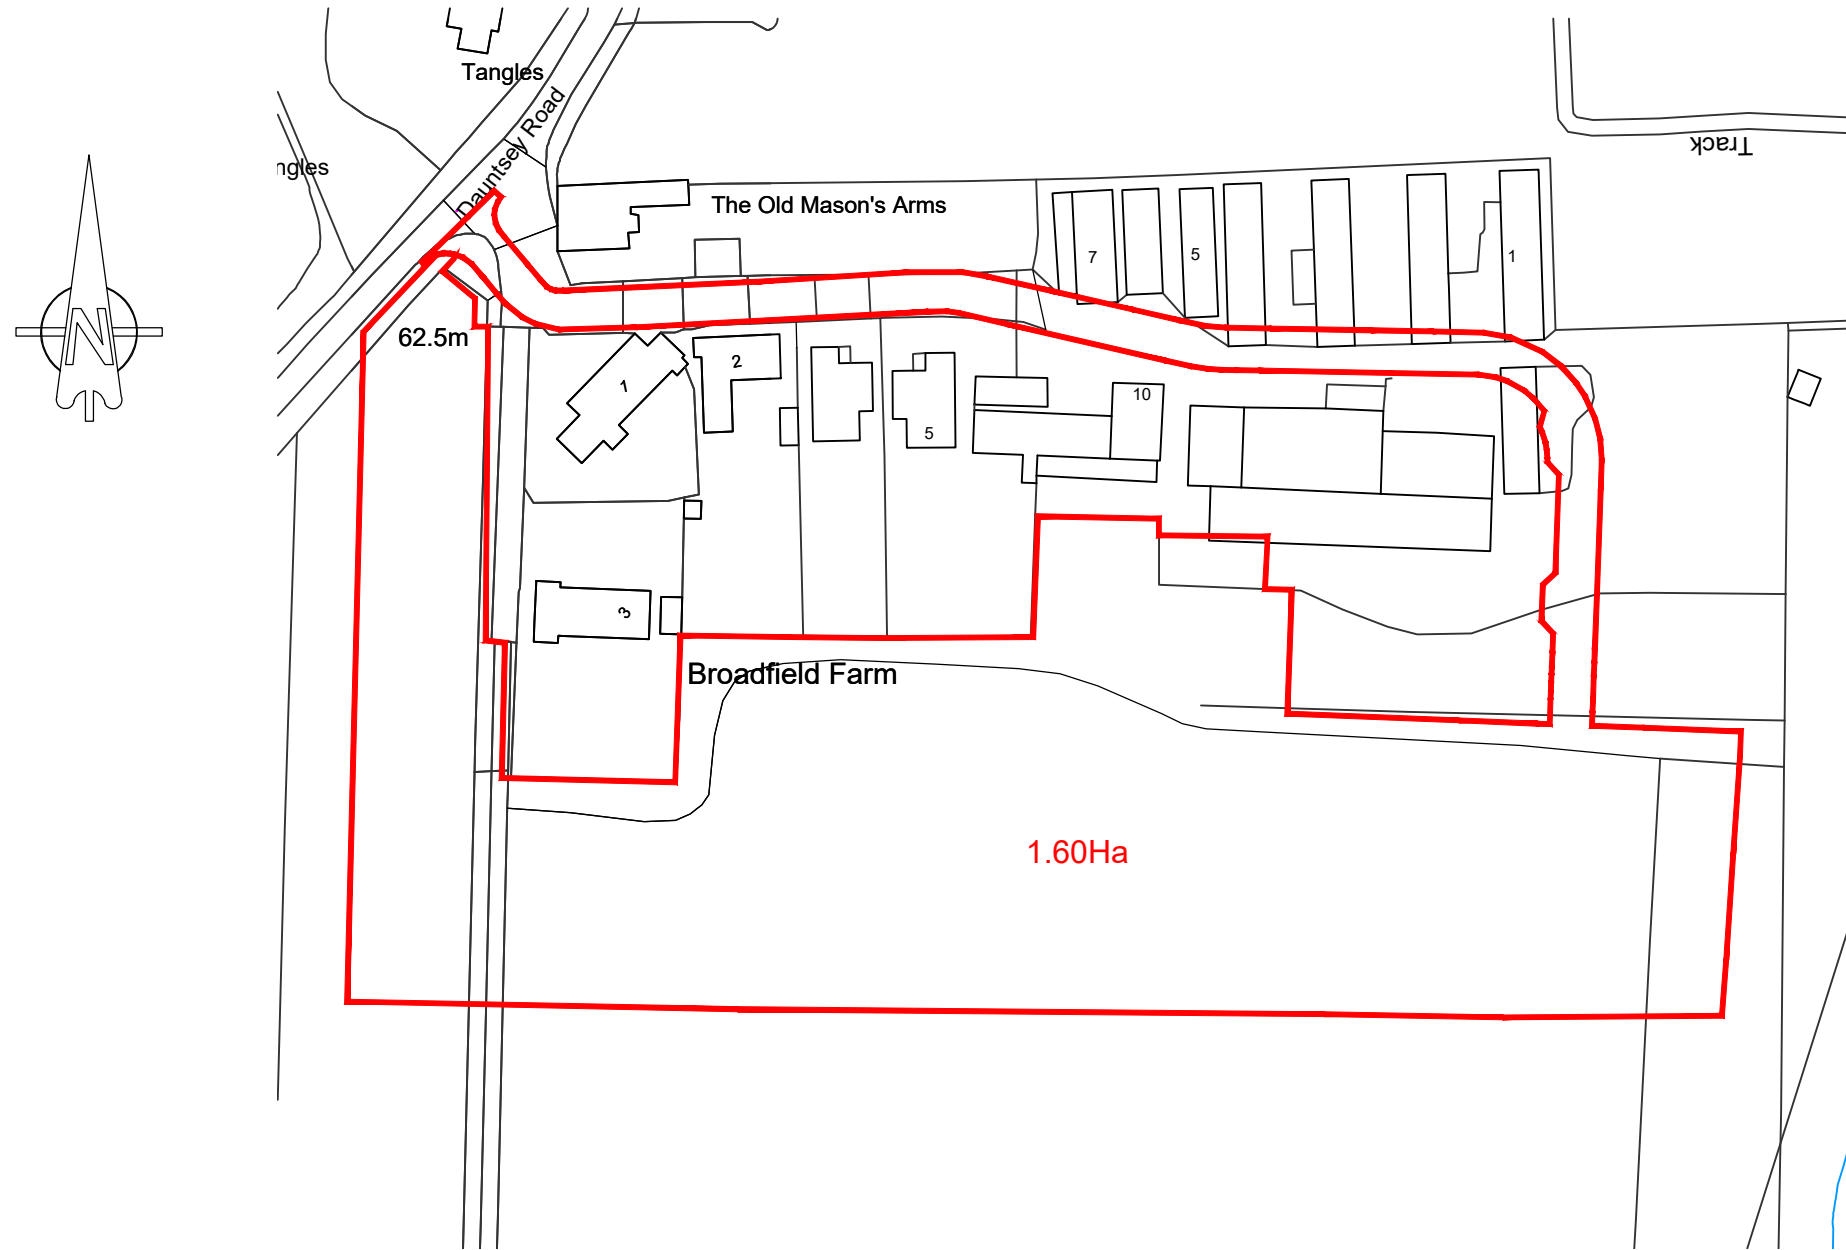 Tangles
Dauntsey Road
ngles
Track
The Old Mason's Arms
7
5
1
N
62.5m
1
2
5
10
3
Broadfield Farm
1.60Ha